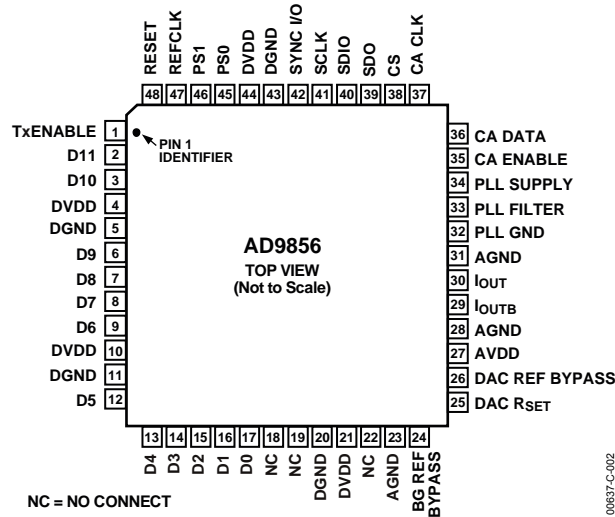 RESET
REFCLK
PS1
PS0
DVDD
DGND
SYNC I/O
SCLK
SDIO
SDO
CS
CA CLK
48 47 46 45 44 43 42 41 40 39 38 37
TxENABLE 1
D11 2
D10 3
DVDD 4
DGND 5
D9 6
D8 7
D7 8
D6 9
DVDD 10
DGND 11
D5 12
PIN 1
IDENTIFIER
AD9856
TOP VIEW
(Not to Scale)
36 CA DATA
35 CA ENABLE
34 PLL SUPPLY
33 PLL FILTER
32 PLL GND
31 AGND
30 IOUT
29 IOUTB
28 AGND
27 AVDD
26 DAC REF BYPASS
25 DAC RSET
13 14 15 16 17 18 19 20 21 22 23 24
D4
D3
D2
D1
D0
NC
NC
DGND
DVDD
NC
AGND
BG REF
BYPASS
NC = NO CONNECT
00637-C-002